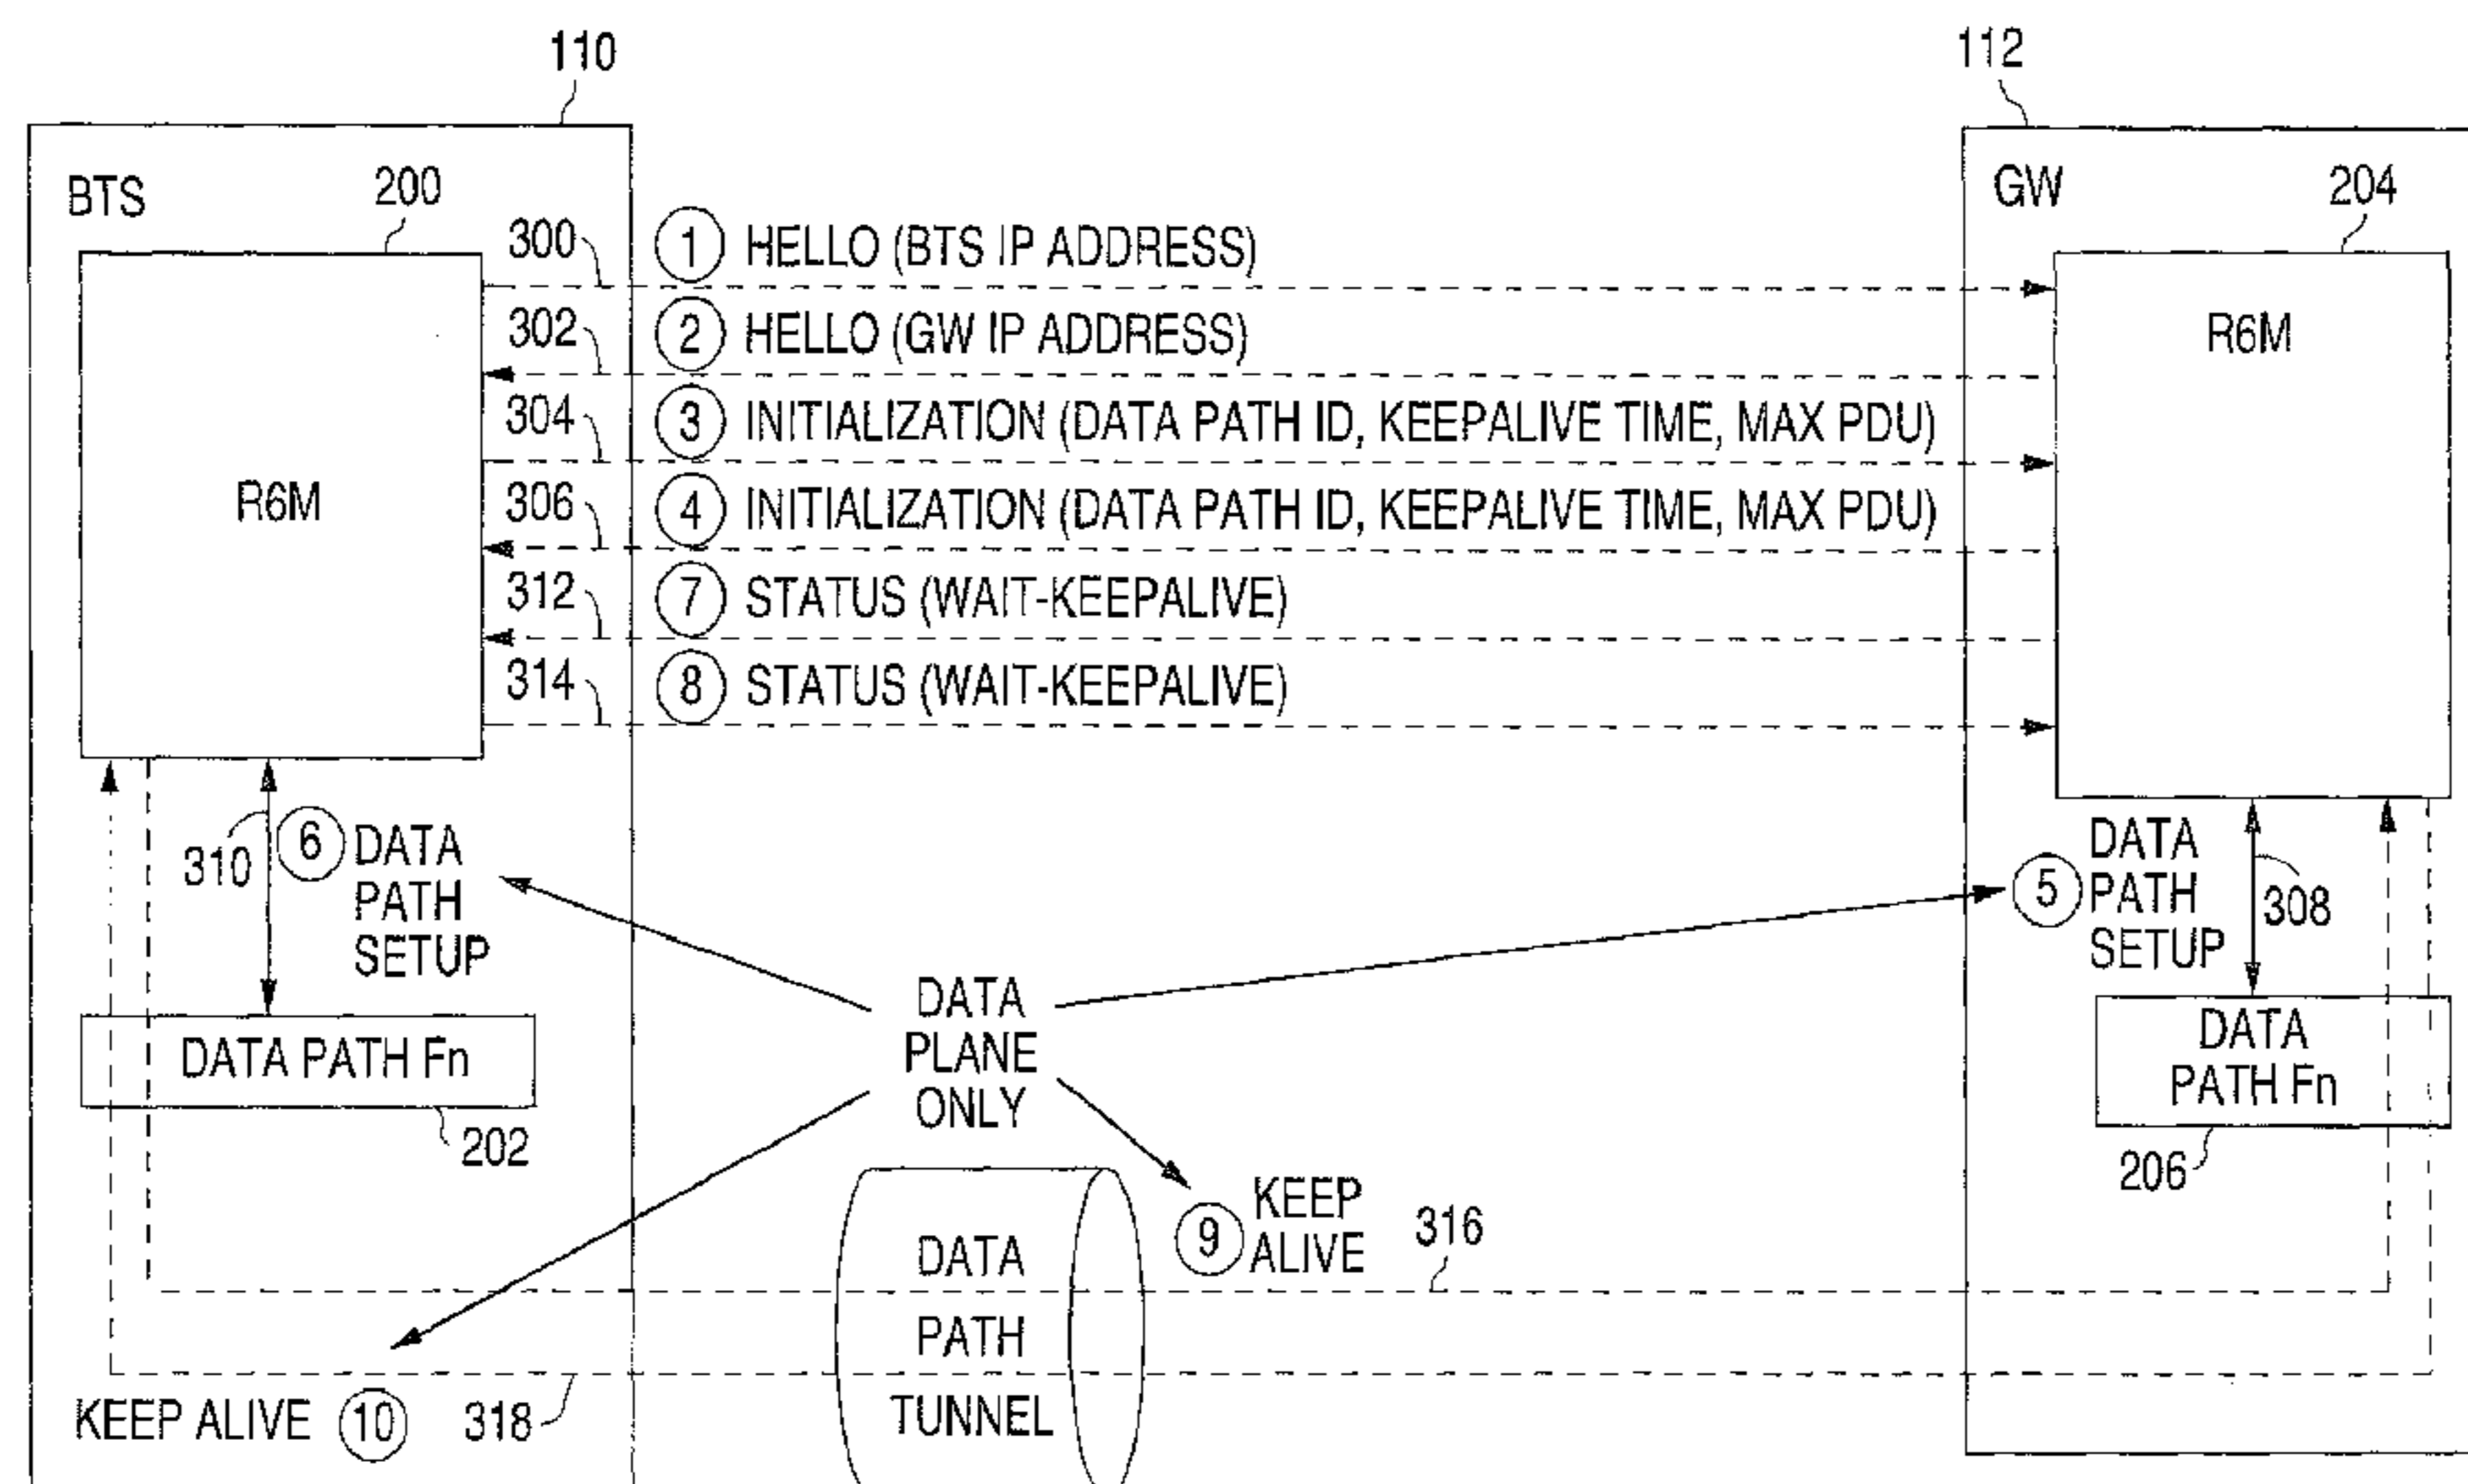 110
112
BTS
200
GW
204
300
1 HELLO (BTS IP ADDRESS)
302
2 HELLO (GW IP ADDRESS)
R6M
304
3 INITIALIZATION (DATA PATH ID, KEEPALIVE TIME, MAX PDU)
R6M
306
4 INITIALIZATION (DATA PATH ID, KEEPALIVE TIME, MAX PDU)
312
7 STATUS (WAIT-KEEPALIVE)
314
8 STATUS (WAIT-KEEPALIVE)
310
6 DATA
PATH
SETUP
5 DATA
PATH
SETUP
308
DATA
PLANE
ONLY
DATA PATH Fn
202
DATA
PATH Fn
206
9 KEEP
ALIVE
316
DATA
PATH
TUNNEL
KEEP ALIVE 10
318